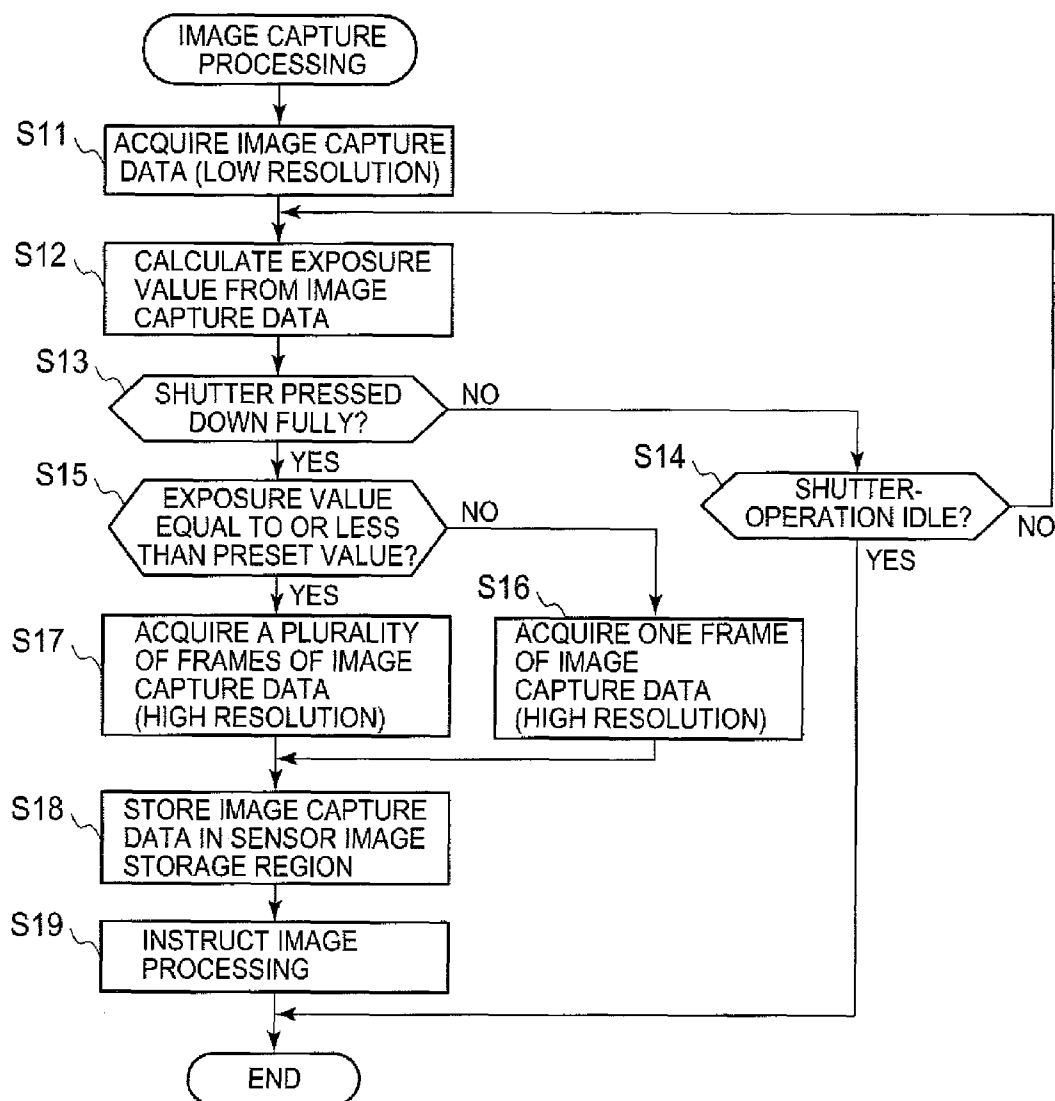 IMAGE CAPTURE
PROCESSING
S11
ACQUIRE IMAGE CAPTURE
DATA (LOW RESOLUTION)
S12
CALCULATE EXPOSURE
VALUE FROM IMAGE
CAPTURE DATA
S13
SHUTTER PRESSED
DOWN FULLY?
NO
YES
S14
SHUTTER-
OPERATION IDLE?
NO
YES
S15
EXPOSURE VALUE
EQUAL TO OR LESS
THAN PRESET VALUE?
NO
YES
S16
ACQUIRE ONE FRAME
OF IMAGE
CAPTURE DATA
(HIGH RESOLUTION)
S17
ACQUIRE A PLURALITY
OF FRAMES OF IMAGE
CAPTURE DATA
(HIGH RESOLUTION)
S18
STORE IMAGE CAPTURE
DATA IN SENSOR IMAGE
STORAGE REGION
S19
INSTRUCT IMAGE
PROCESSING
END